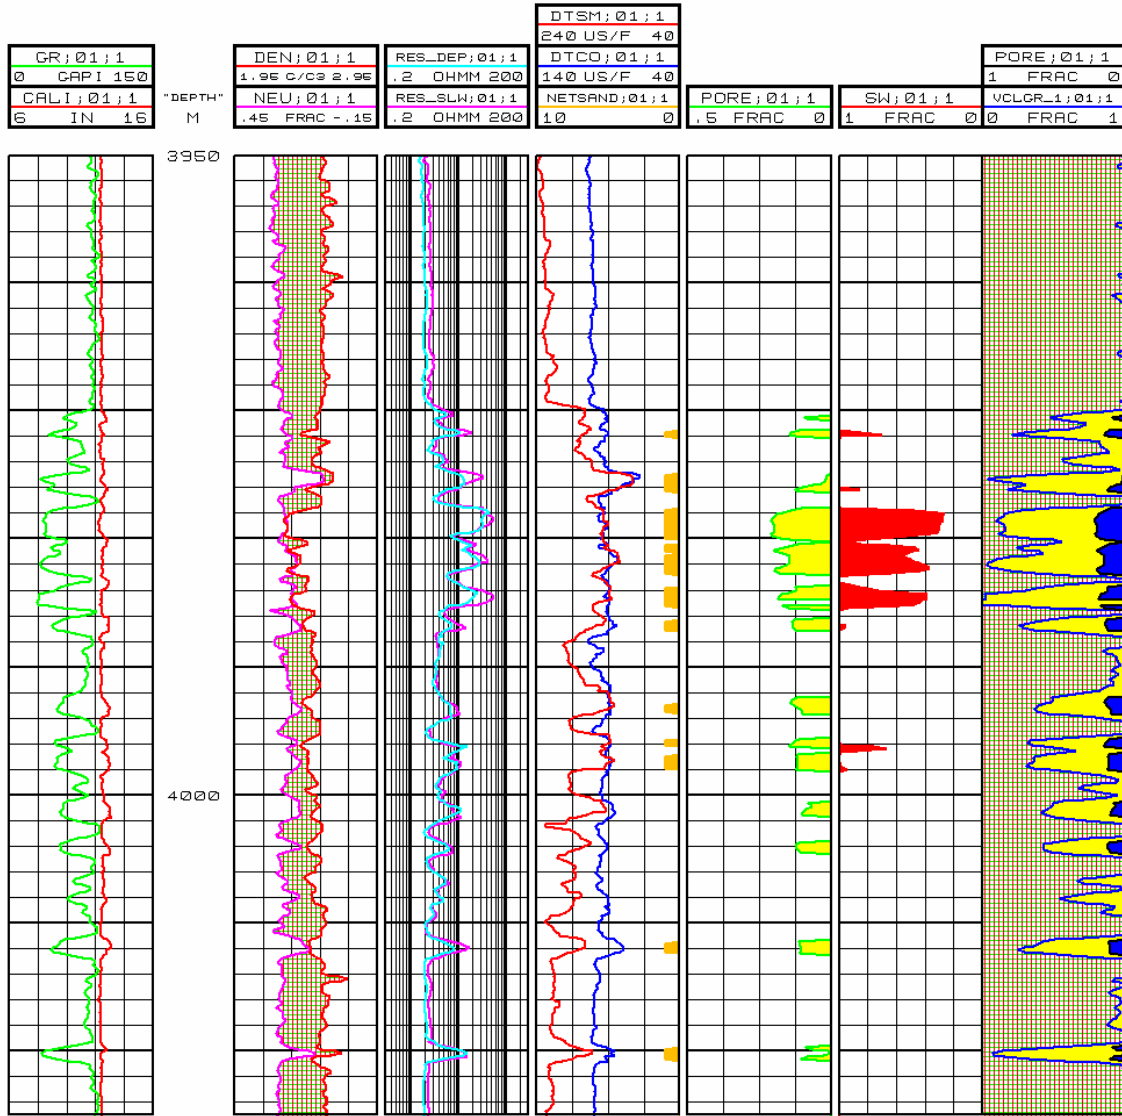 DTSM;01;1
240 US/F 40
GR;01;1
0 GAPI 150
DEN;01;1
1.95 G/C3 2.95
RES_DEP;01;1
.2 OHMM 200
DTCO;01;1
140 US/F 40
PORE;01;1
1 FRAC 0
CALI;01;1
6 IN 16
"DEPTH"
M
NEU;01;1
.45 FRAC -.15
RES_SLW;01;1
.2 OHMM 200
NETSAND;01;1
10 0
PORE;01;1
.5 FRAC 0
SW;01;1
1 FRAC 0
VCLGR_1;01;1
0 FRAC 1
3950
4000